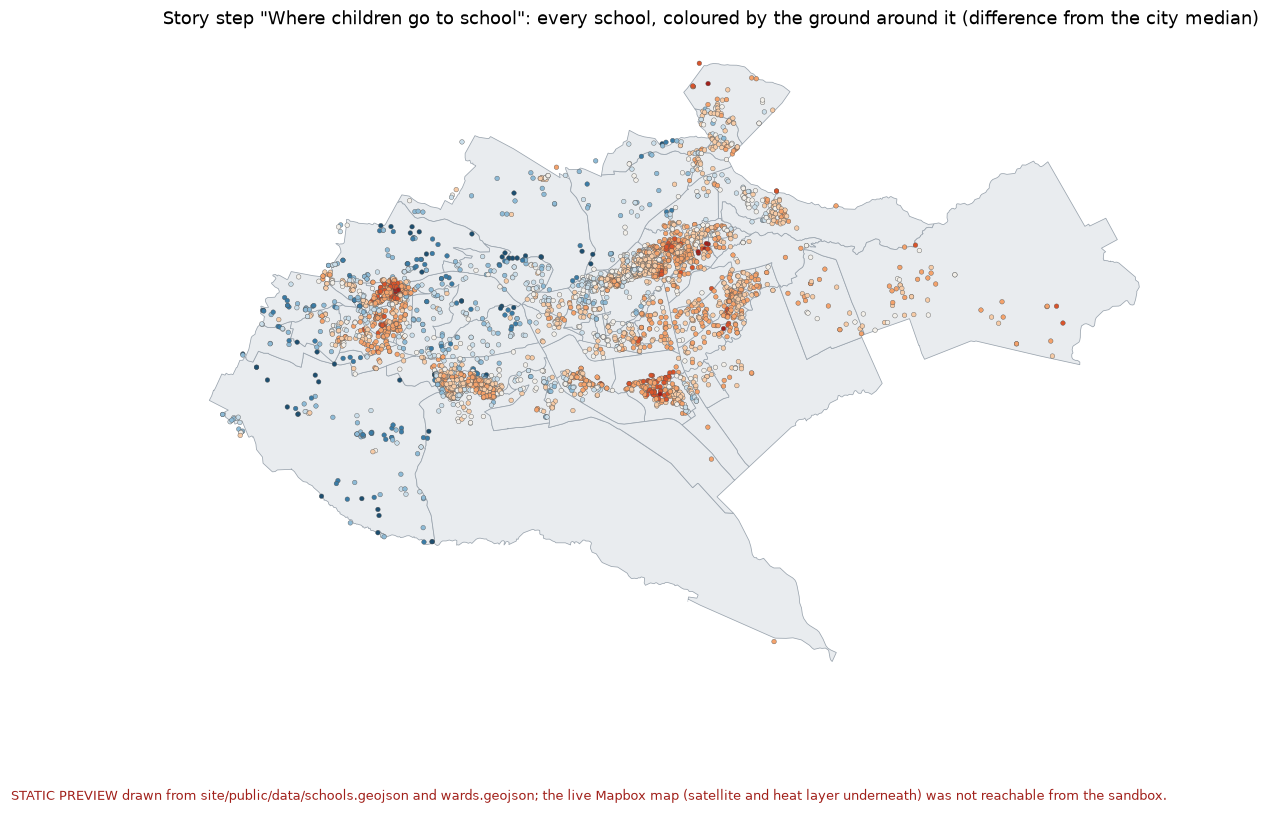 Story step "Where children go to school": every school, coloured by the ground around it (difference from the city median)
STATIC PREVIEW drawn from site/public/data/schools.geojson and wards.geojson; the live Mapbox map (satellite and heat layer underneath) was not reachable from the sandbox.